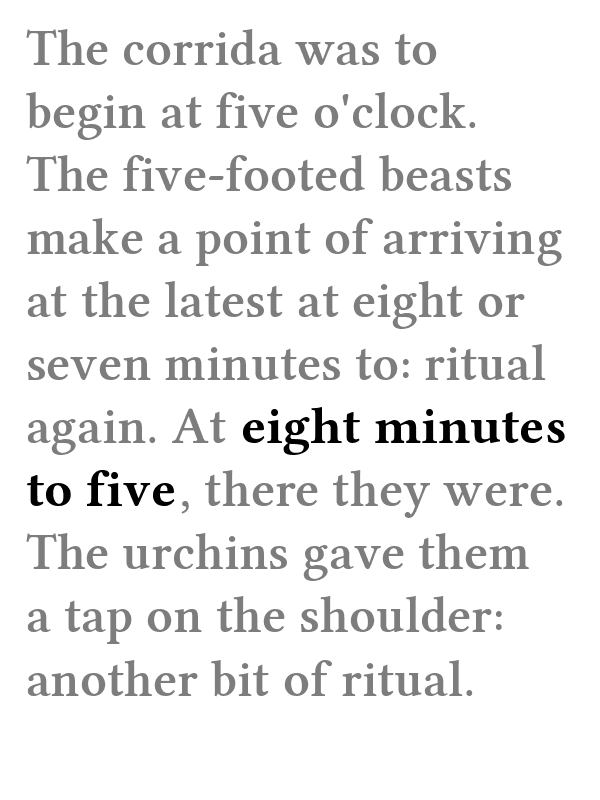 The corrida was to
begin at five o'clock.
The five-footed beasts
make a point of arriving
at the latest at eight or
seven minutes to: ritual
again. At eight minutes
to five, there they were.
The urchins gave them
a tap on the shoulder:
another bit of ritual.